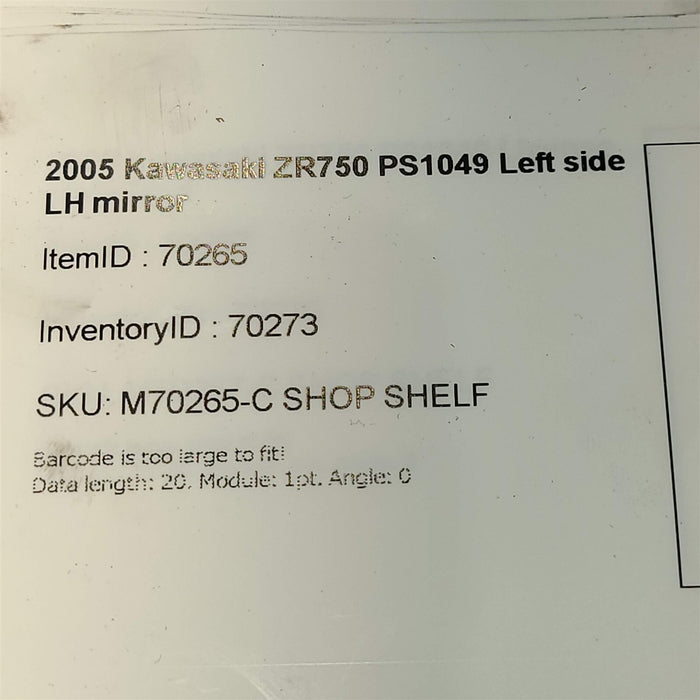 2005 Kawasaki ZR750 PS1049 Left side
LH mirror
ItemID : 70265
InventoryID : 70273
SKU: M70265-C SHOP SHELF
Barcode is too large to fit!
Data length: 20, Module: 1pt. Angle: 0